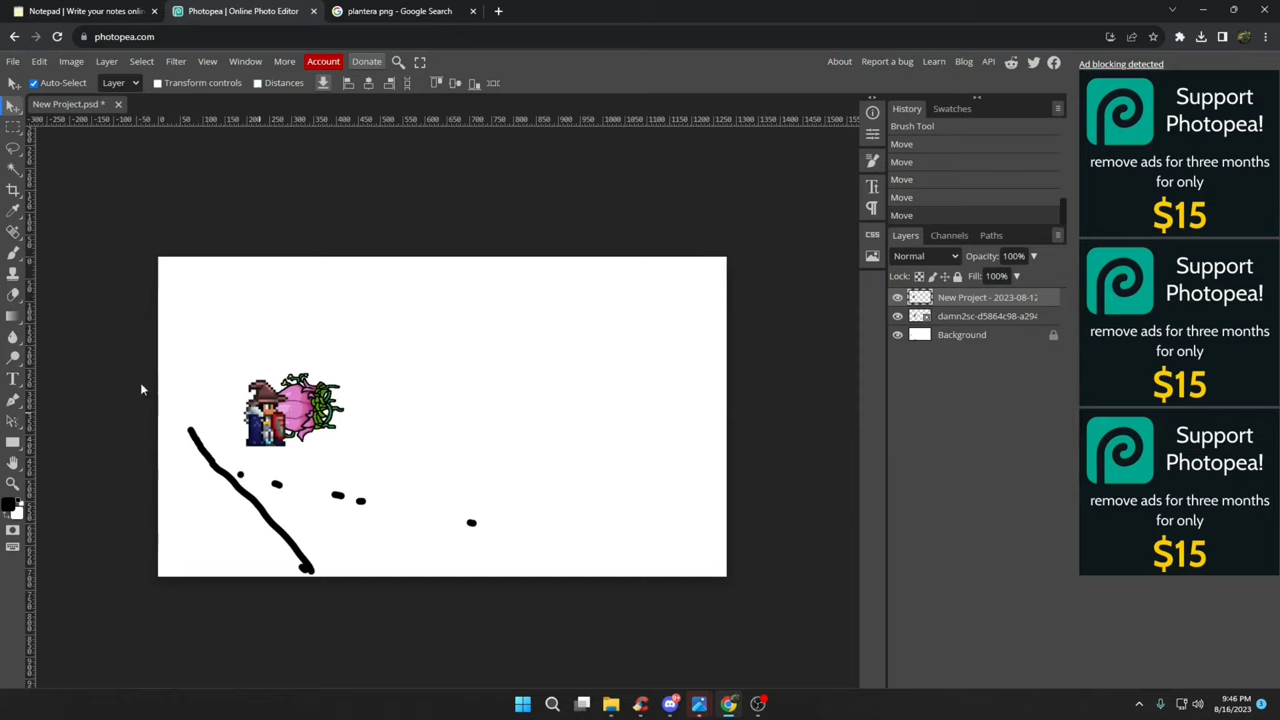 Notepad | Write your notes onli
Photopea | Online Photo Editor
plantera png - Google Search
photopea.com
File Edit Image Layer Select Filter View Window More Account Donate
About Report a bug Learn Blog API
Auto-Select Layer Transform controls Distances
New Project.psd *
History Swatches
Brush Tool
Move
Move
Move
Move
Move
Layers Channels Paths
Normal Opacity: 100%
Lock: Fill: 100%
New Project - 2023-08-12
damn2sc-d5864c98-a294
Background
CSS
Ad blocking detected
Support
Photopea!
remove ads for three months
for only
$15
Support
Photopea!
remove ads for three months
for only
$15
Support
Photopea!
remove ads for three months
for only
$15
9:46 PM
8/16/2023